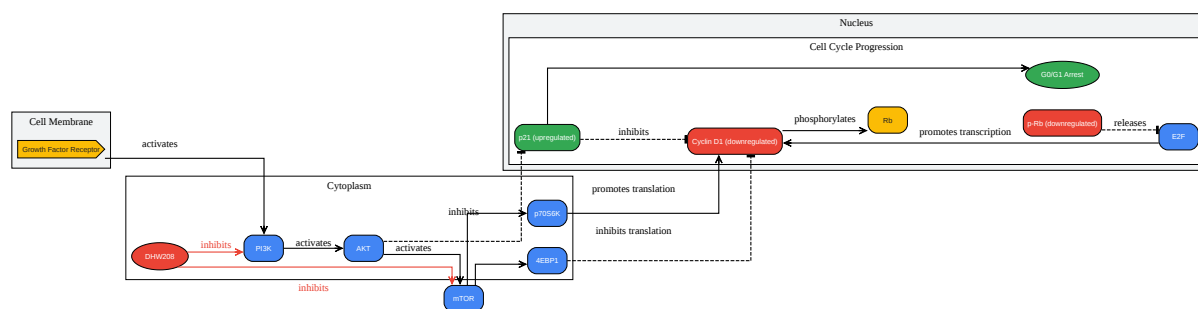 Nucleus
Cell Cycle Progression
G0/G1 Arrest
Cell Membrane
Growth Factor Receptor
activates
p21 (upregulated)
inhibits
Cyclin D1 (downregulated)
phosphorylates
Rb
p-Rb (downregulated)
releases
E2F
promotes transcription
Cytoplasm
DHW208
inhibits
PI3K
activates
AKT
activates
inhibits
p70S6K
promotes translation
inhibits translation
4EBP1
inhibits
mTOR